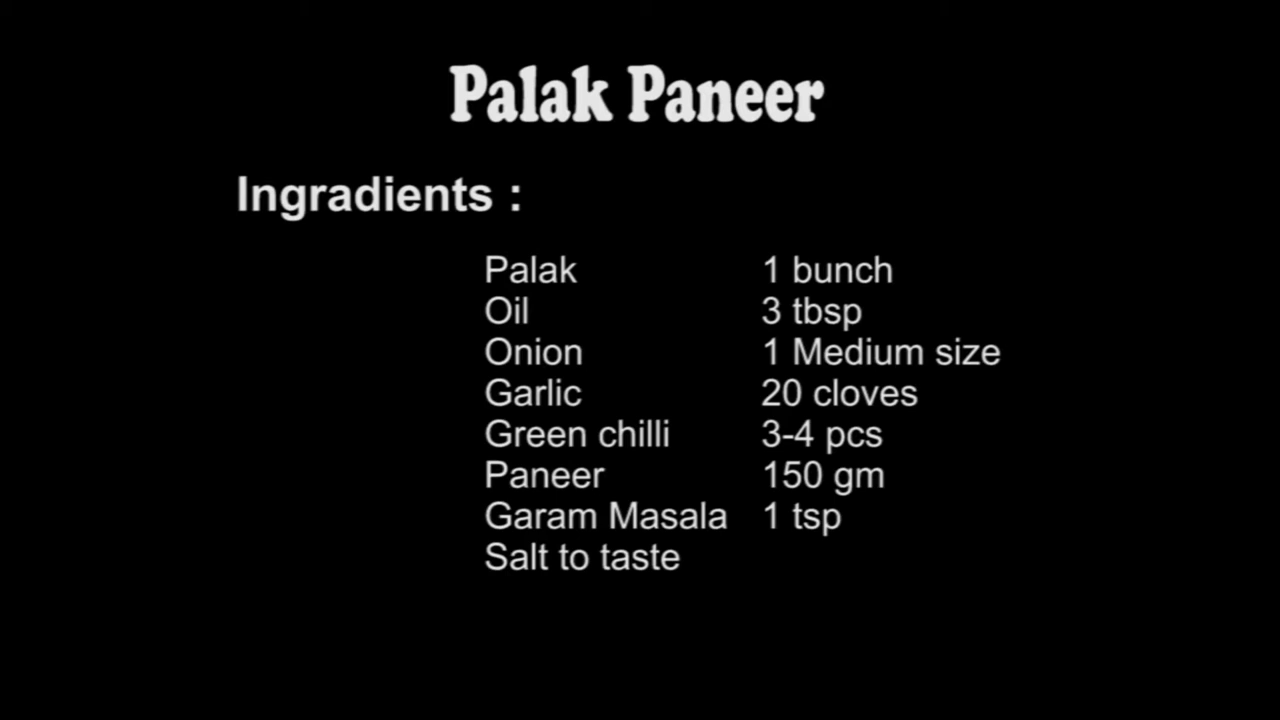 Palak Paneer
Ingradients :
Palak 1 bunch
Oil 3 tbsp
Onion 1 Medium size
Garlic 20 cloves
Green chilli 3-4 pcs
Paneer 150 gm
Garam Masala 1 tsp
Salt to taste